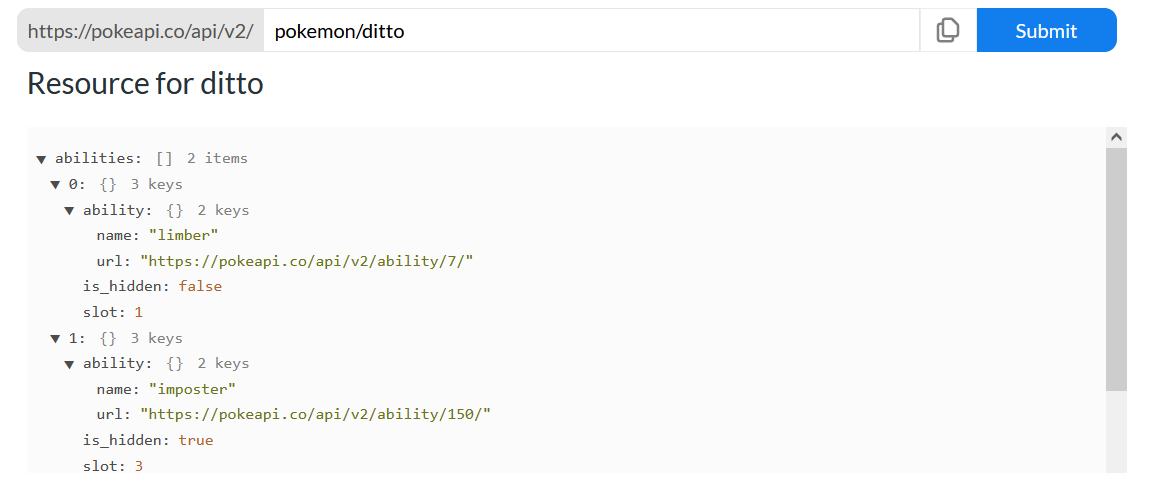 https://pokeapi.co/api/v2/ pokemon/ditto Submit
Resource for ditto
abilities: [] 2 items
0: {} 3 keys
ability: {} 2 keys
name: "limber"
url: "https://pokeapi.co/api/v2/ability/7/"
is_hidden: false
slot: 1
1: {} 3 keys
ability: {} 2 keys
name: "imposter"
url: "https://pokeapi.co/api/v2/ability/150/"
is_hidden: true
slot: 3